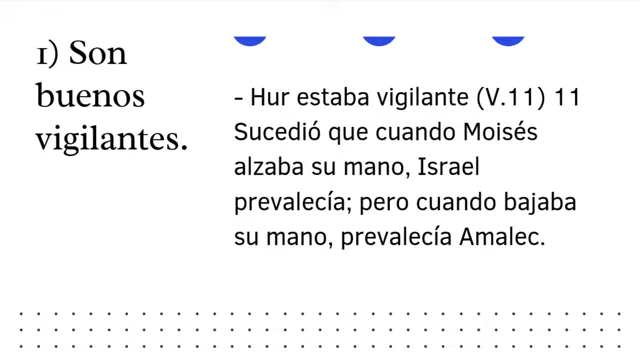 1) Son
buenos
vigilantes.
- Hur estaba vigilante (V.11) 11
Sucedió que cuando Moisés
alzaba su mano, Israel
prevalecía; pero cuando bajaba
su mano, prevalecía Amalec.